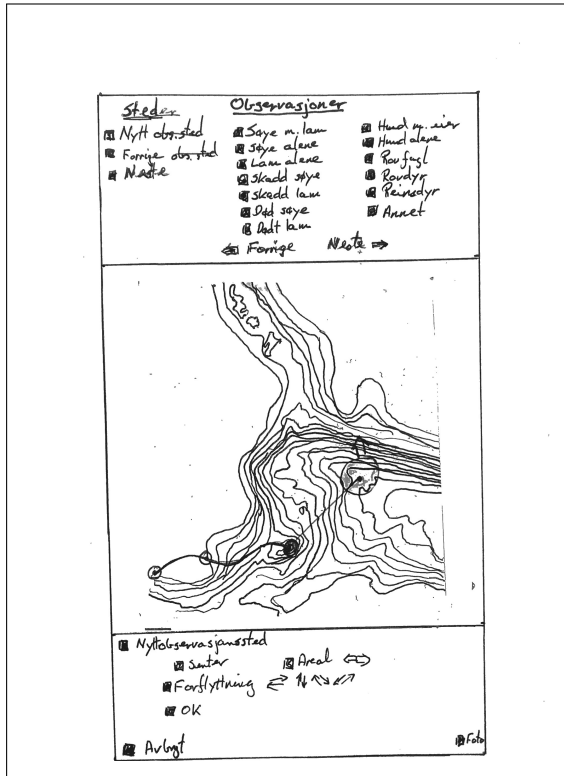 Steder
Nytt obs.sted
Forrige obs.sted
Neste
Observasjoner
Søye m. lam
Søye alene
Lam alene
Skadd søye
Skadd lam
Død søye
Dødt lam
Hund m. eier
Hund alene
Rovfugl
Rovdyr
Reinsdyr
Annet
⇐ Forrige Neste ⇒
Nyttobservasjonssted
Senter Areal
Forflyttning
OK
Avbryt
Foto